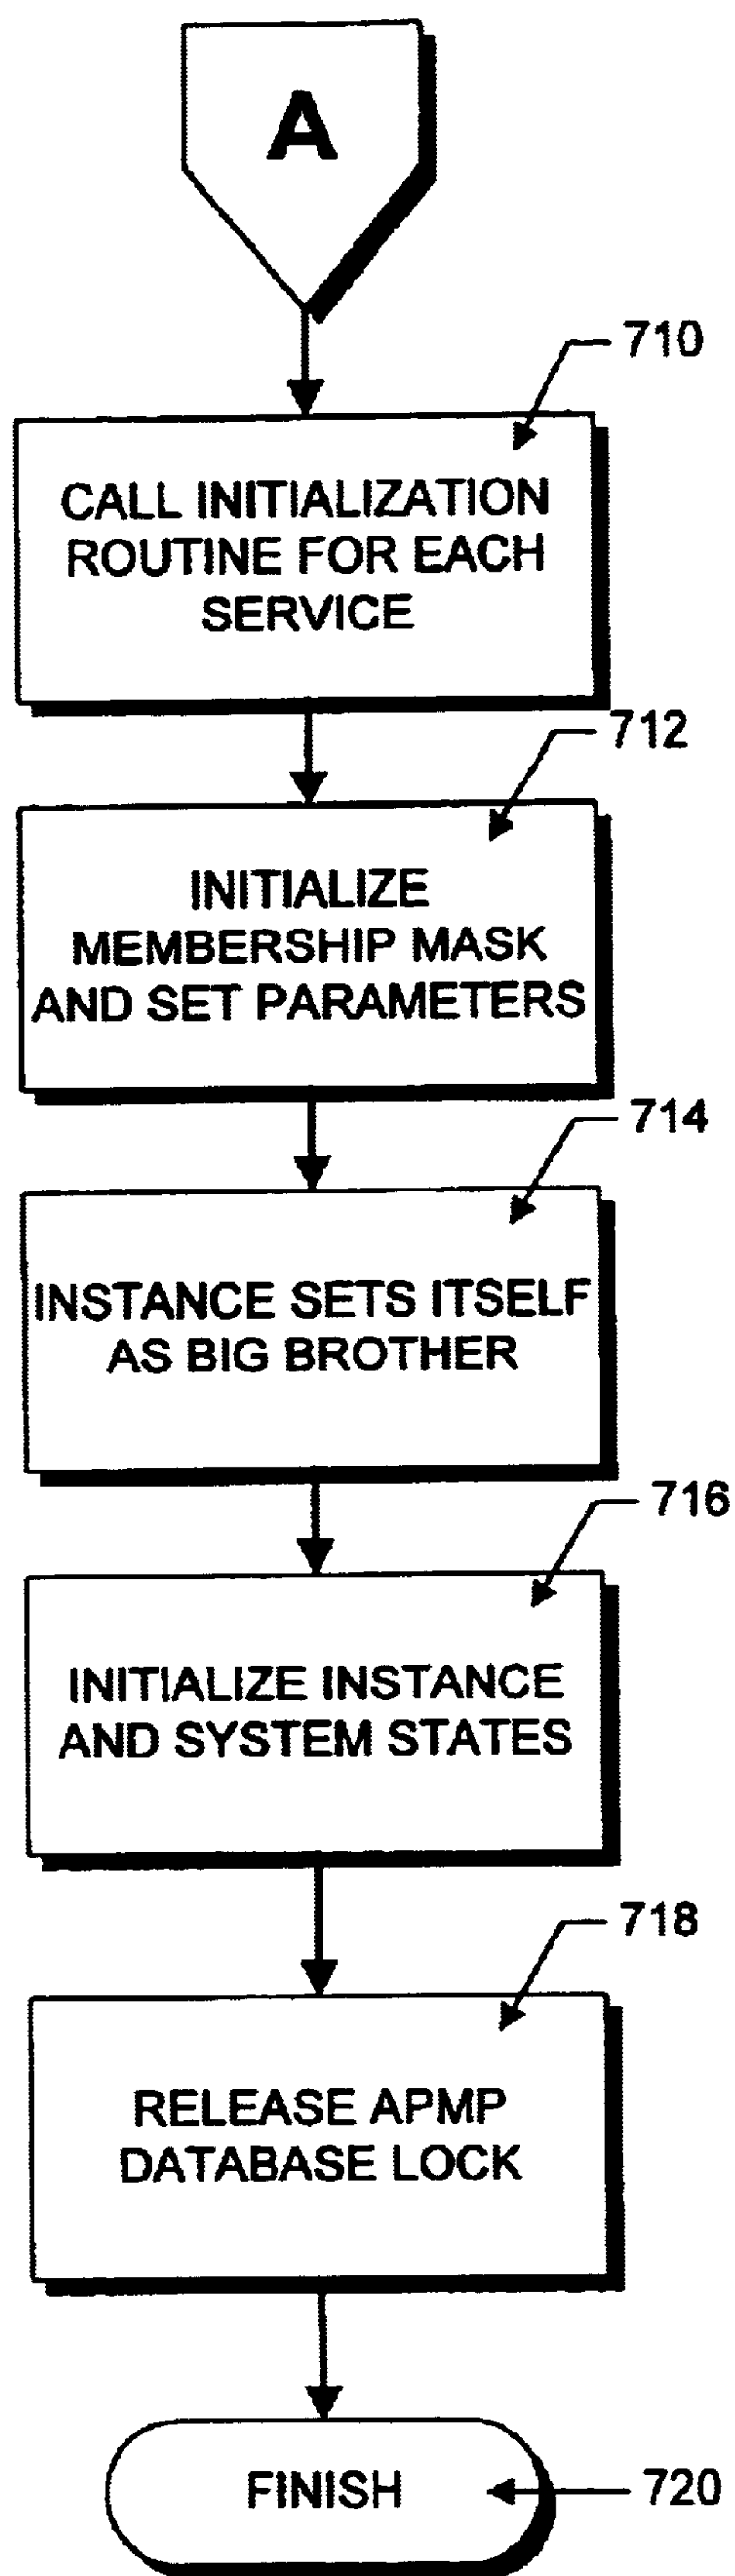 A
710
CALL INITIALIZATION
ROUTINE FOR EACH
SERVICE
712
INITIALIZE
MEMBERSHIP MASK
AND SET PARAMETERS
714
INSTANCE SETS ITSELF
AS BIG BROTHER
716
INITIALIZE INSTANCE
AND SYSTEM STATES
718
RELEASE APMP
DATABASE LOCK
FINISH
720